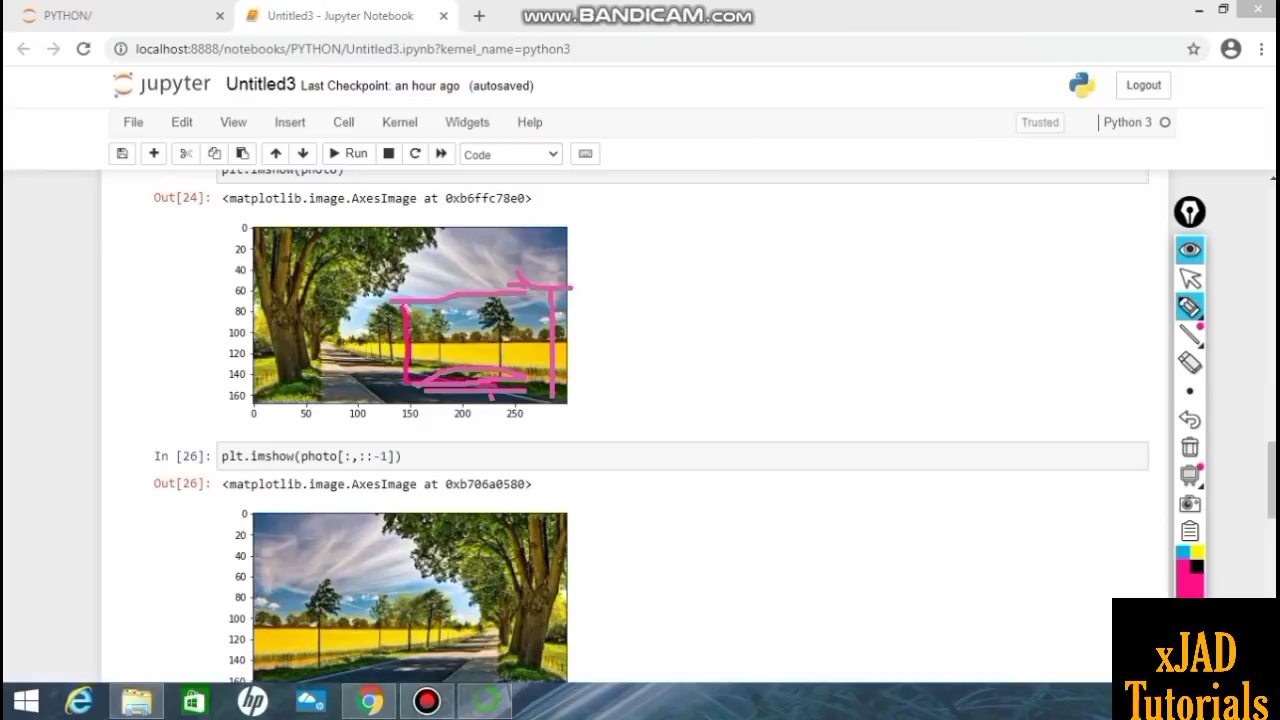 PYTHON/
Untitled3 - Jupyter Notebook
www.BANDICAM.com
localhost:8888/notebooks/PYTHON/Untitled3.ipynb?kernel_name=python3
jupyter Untitled3 Last Checkpoint: an hour ago (autosaved)
Logout
File Edit View Insert Cell Kernel Widgets Help
Trusted
Python 3
Run
Code
plt.imshow(photo)
Out[24]: <matplotlib.image.AxesImage at 0xb6ffc78e0>
0
20
40
60
80
100
120
140
160
0 50 100 150 200 250
In [26]: plt.imshow(photo[:,::-1])
Out[26]: <matplotlib.image.AxesImage at 0xb706a0580>
0
20
40
60
80
100
120
140
hp
xJAD
Tutorials